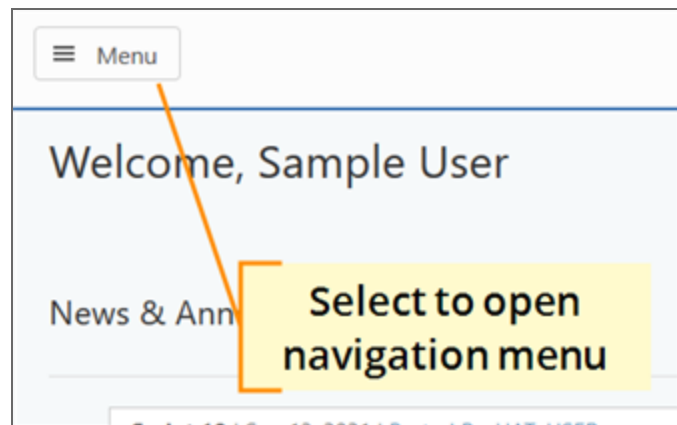 Menu
Welcome, Sample User
News & Ann
Select to open
navigation menu